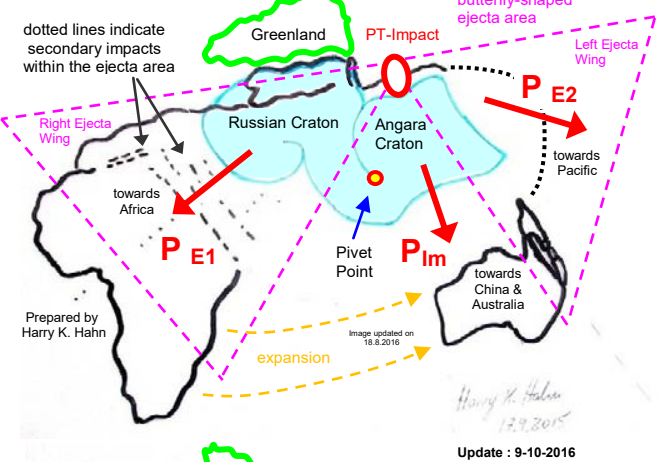 butterfly-shaped
ejecta area
dotted lines indicate
secondary impacts
within the ejecta area
Greenland
PT-Impact
Left Ejecta
Wing
P E2
Right Ejecta
Wing
Russian Craton
Angara
Craton
towards
Pacific
towards
Africa
P E1
Pivet
Point
P Im
towards
China &
Australia
Prepared by
Harry K. Hahn
Image updated on
18.8.2016
expansion
Harry K. Hahn
17.9.2015
Update : 9-10-2016